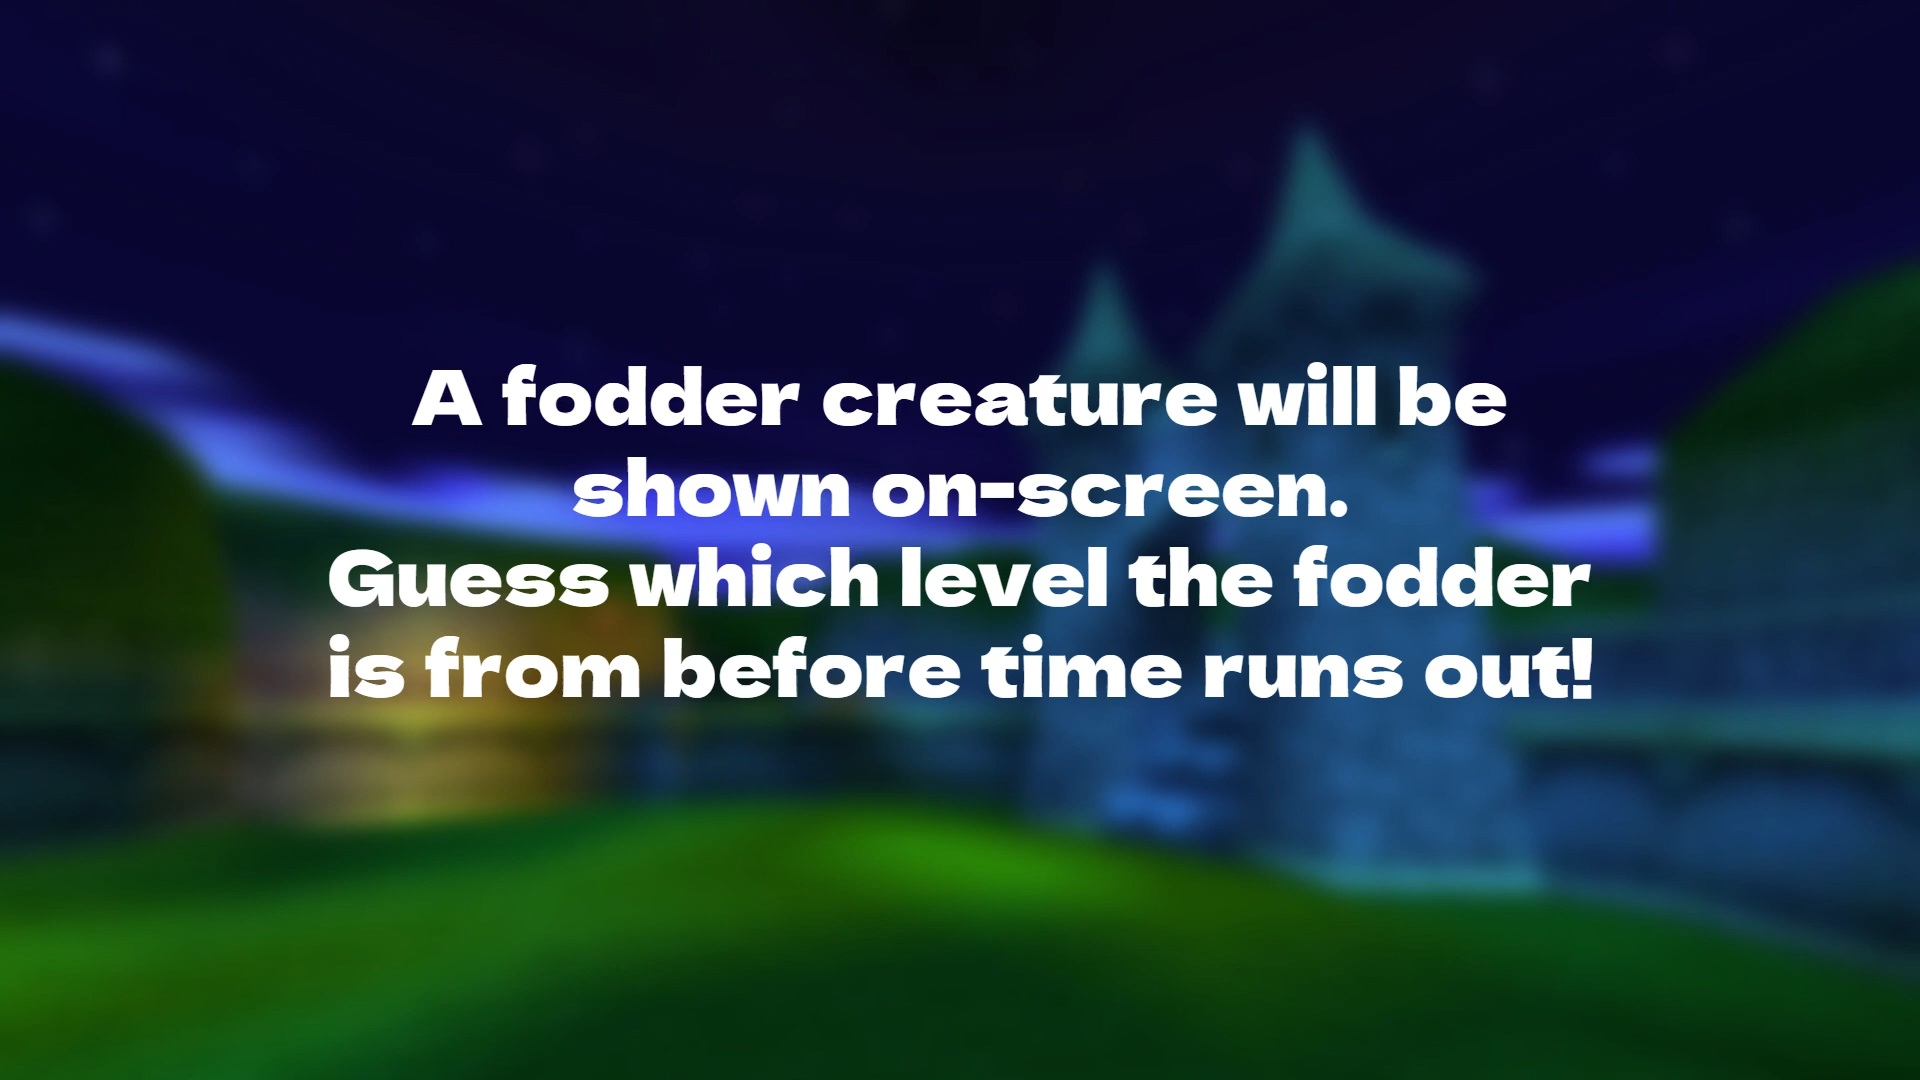 A fodder creature will be
shown on-screen.
Guess which level the fodder
is from before time runs out!